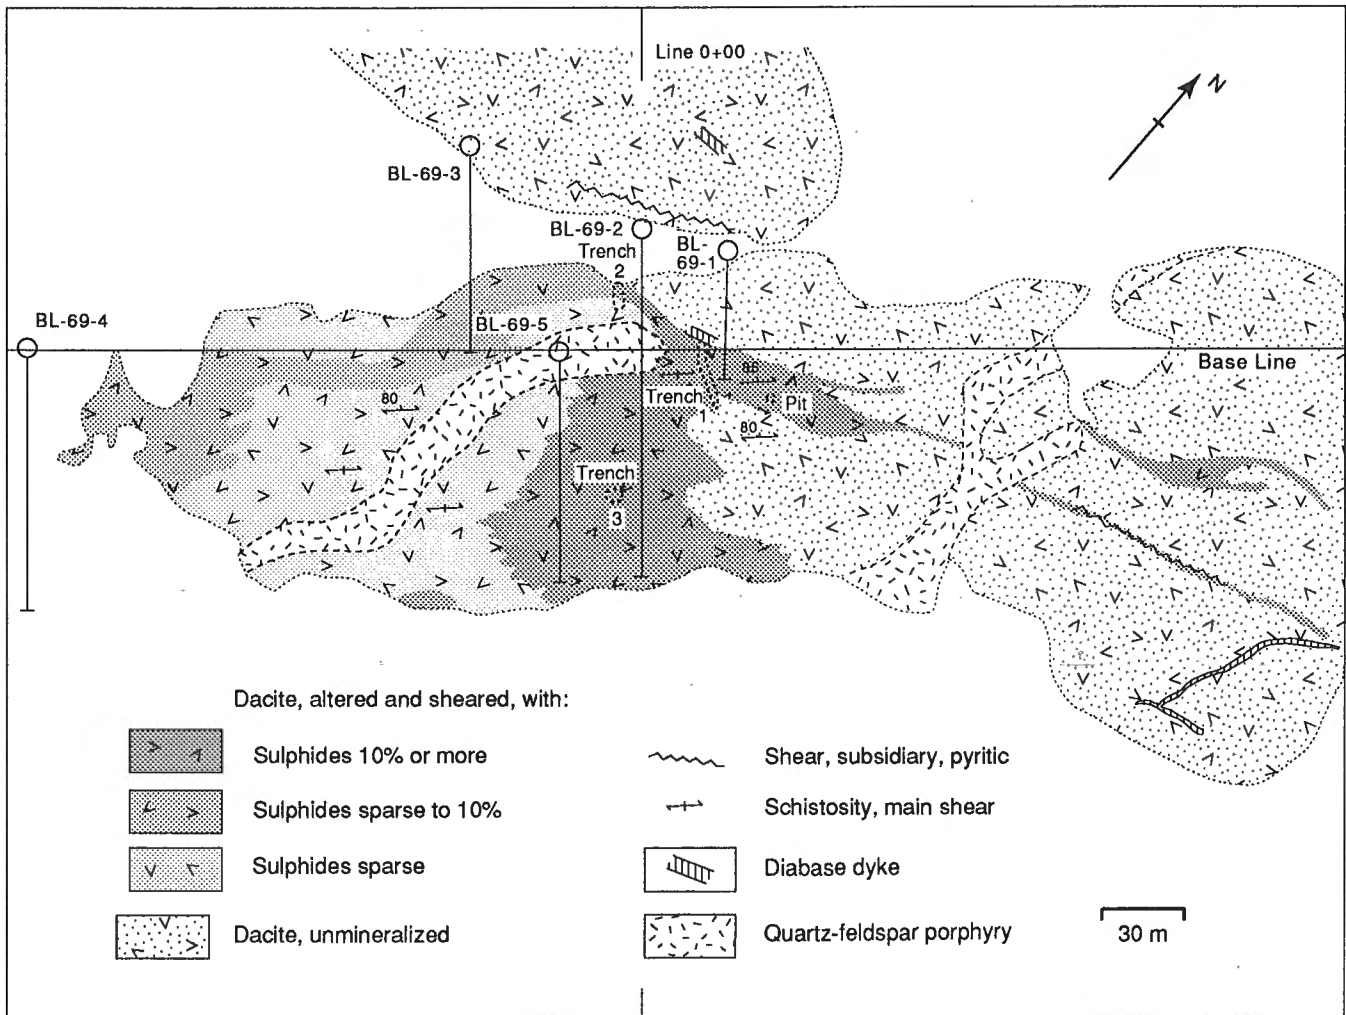 Line 0+00
N
BL-69-3
BL-69-2
Trench
2
BL-
69-1
BL-69-4
BL-69-5
Base Line
85
80
Trench
1
Pit
80
Trench
3
Dacite, altered and sheared, with:
Sulphides 10% or more
Sulphides sparse to 10%
Sulphides sparse
Dacite, unmineralized
Shear, subsidiary, pyritic
Schistosity, main shear
Diabase dyke
Quartz-feldspar porphyry
30 m